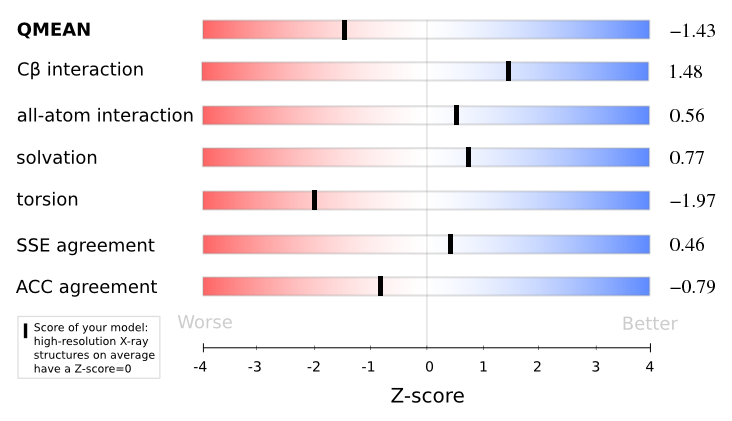 QMEAN −1.43
Cβ interaction 1.48
all-atom interaction 0.56
solvation 0.77
torsion −1.97
SSE agreement 0.46
ACC agreement −0.79
Worse Better
Score of your model:
high-resolution X-ray
structures on average
have a Z-score=0
-4 -3 -2 -1 0 1 2 3 4
Z-score